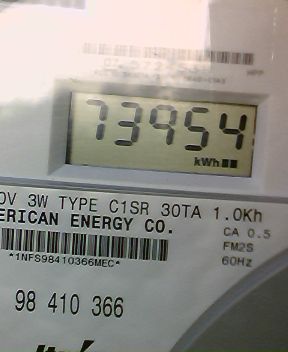 73954
kWh
OV 3W TYPE C1SR 30TA 1.0Kh
ERICAN ENERGY CO.
CA 0.5
FM2S
60Hz
*1NFS98410366MEC*
98 410 366